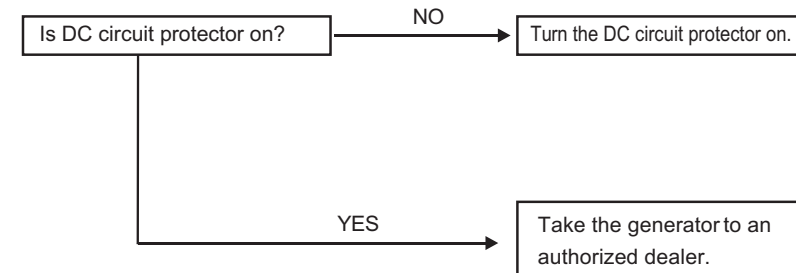 Is DC circuit protector on?
NO
Turn the DC circuit protector on.
YES
Take the generator to an
authorized dealer.